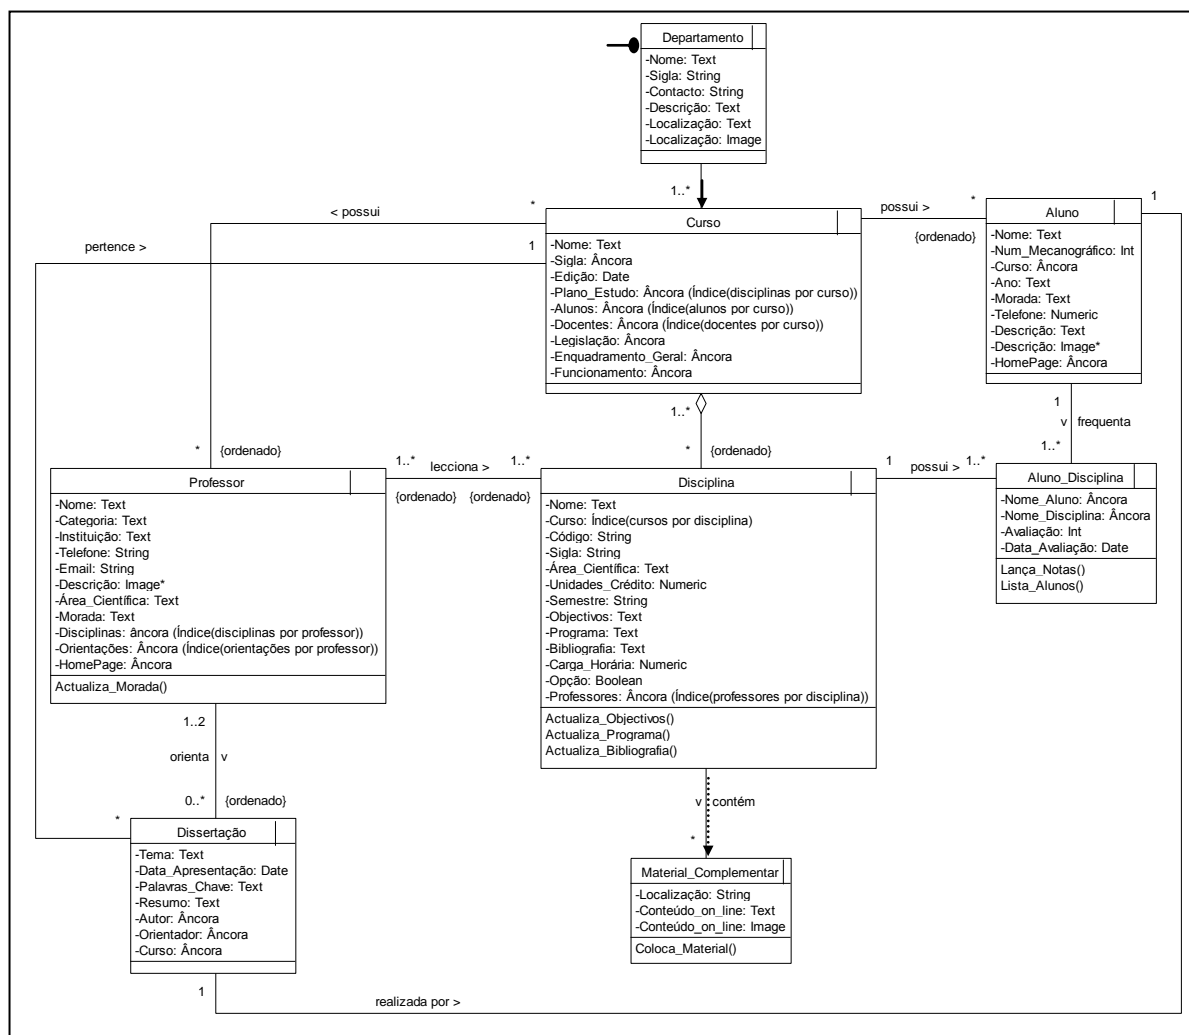 Departamento
-Nome: Text
-Sigla: String
-Contacto: String
-Descrição: Text
-Localização: Text
-Localização: Image
1..*
< possui
*
possui >
*
{ordenado}
1
pertence >
1
Curso
-Nome: Text
-Sigla: Âncora
-Edição: Date
-Plano_Estudo: Âncora (Índice(disciplinas por curso))
-Alunos: Âncora (Índice(alunos por curso))
-Docentes: Âncora (Índice(docentes por curso))
-Legislação: Âncora
-Enquadramento_Geral: Âncora
-Funcionamento: Âncora
Aluno
-Nome: Text
-Num_Mecanográfico: Int
-Curso: Âncora
-Ano: Text
-Morada: Text
-Telefone: Numeric
-Descrição: Text
-Descrição: Image*
-HomePage: Âncora
1..*
*
{ordenado}
1
v frequenta
1..*
*
{ordenado}
1..*
lecciona >
1..*
{ordenado}
{ordenado}
1
possui >
1..*
Professor
-Nome: Text
-Categoria: Text
-Instituição: Text
-Telefone: String
-Email: String
-Descrição: Image*
-Área_Científica: Text
-Morada: Text
-Disciplinas: âncora (Índice(disciplinas por professor))
-Orientações: Âncora (Índice(orientações por professor))
-HomePage: Âncora
Actualiza_Morada()
Disciplina
-Nome: Text
-Curso: Índice(cursos por disciplina)
-Código: String
-Sigla: String
-Área_Científica: Text
-Unidades_Crédito: Numeric
-Semestre: String
-Objectivos: Text
-Programa: Text
-Bibliografia: Text
-Carga_Horária: Numeric
-Opção: Boolean
-Professores: Âncora (Índice(professores por disciplina))
Actualiza_Objectivos()
Actualiza_Programa()
Actualiza_Bibliografia()
Aluno_Disciplina
-Nome_Aluno: Âncora
-Nome_Disciplina: Âncora
-Avaliação: Int
-Data_Avaliação: Date
Lança_Notas()
Lista_Alunos()
1..2
orienta v
0..*
{ordenado}
*
v contém
*
Dissertação
-Tema: Text
-Data_Apresentação: Date
-Palavras_Chave: Text
-Resumo: Text
-Autor: Âncora
-Orientador: Âncora
-Curso: Âncora
Material_Complementar
-Localização: String
-Conteúdo_on_line: Text
-Conteúdo_on_line: Image
Coloca_Material()
1
realizada por >